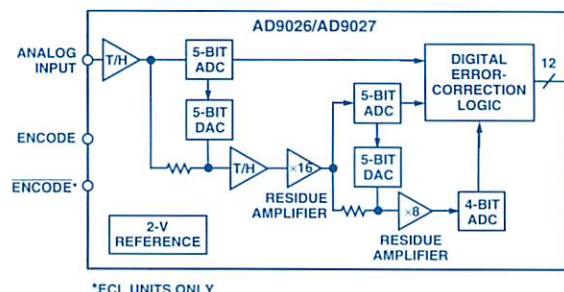 AD9026/AD9027
ANALOG
INPUT
T/H
5-BIT
ADC
DIGITAL
ERROR-
CORRECTION
LOGIC
12
5-BIT
DAC
5-BIT
ADC
ENCODE
T/H
×16
5-BIT
DAC
ENCODE*
RESIDUE
AMPLIFIER
×8
4-BIT
ADC
2-V
REFERENCE
RESIDUE
AMPLIFIER
*ECL UNITS ONLY